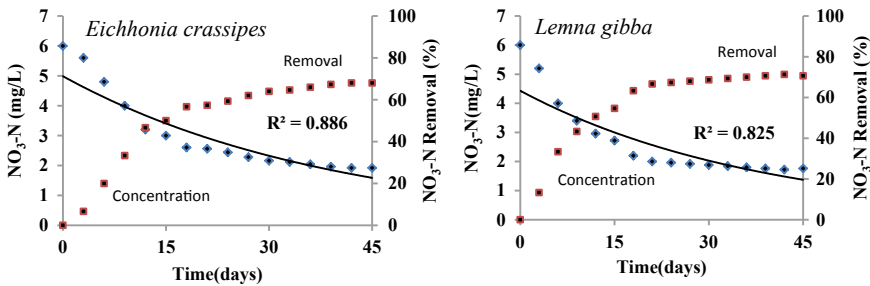 Eichhonia crassipes
NO₃-N (mg/L)
7
6
5
4
3
2
1
0
Removal
R² = 0.886
Concentration
100
80
60
40
20
0
NO₃-N Removal (%)
0 15 30 45
Time(days)
Lemna gibba
NO₃-N(mg/L)
7
6
5
4
3
2
1
0
Removal
R² = 0.825
Concentration
100
80
60
40
20
0
NO₃-N Removal (%)
0 15 30 45
Time(days)